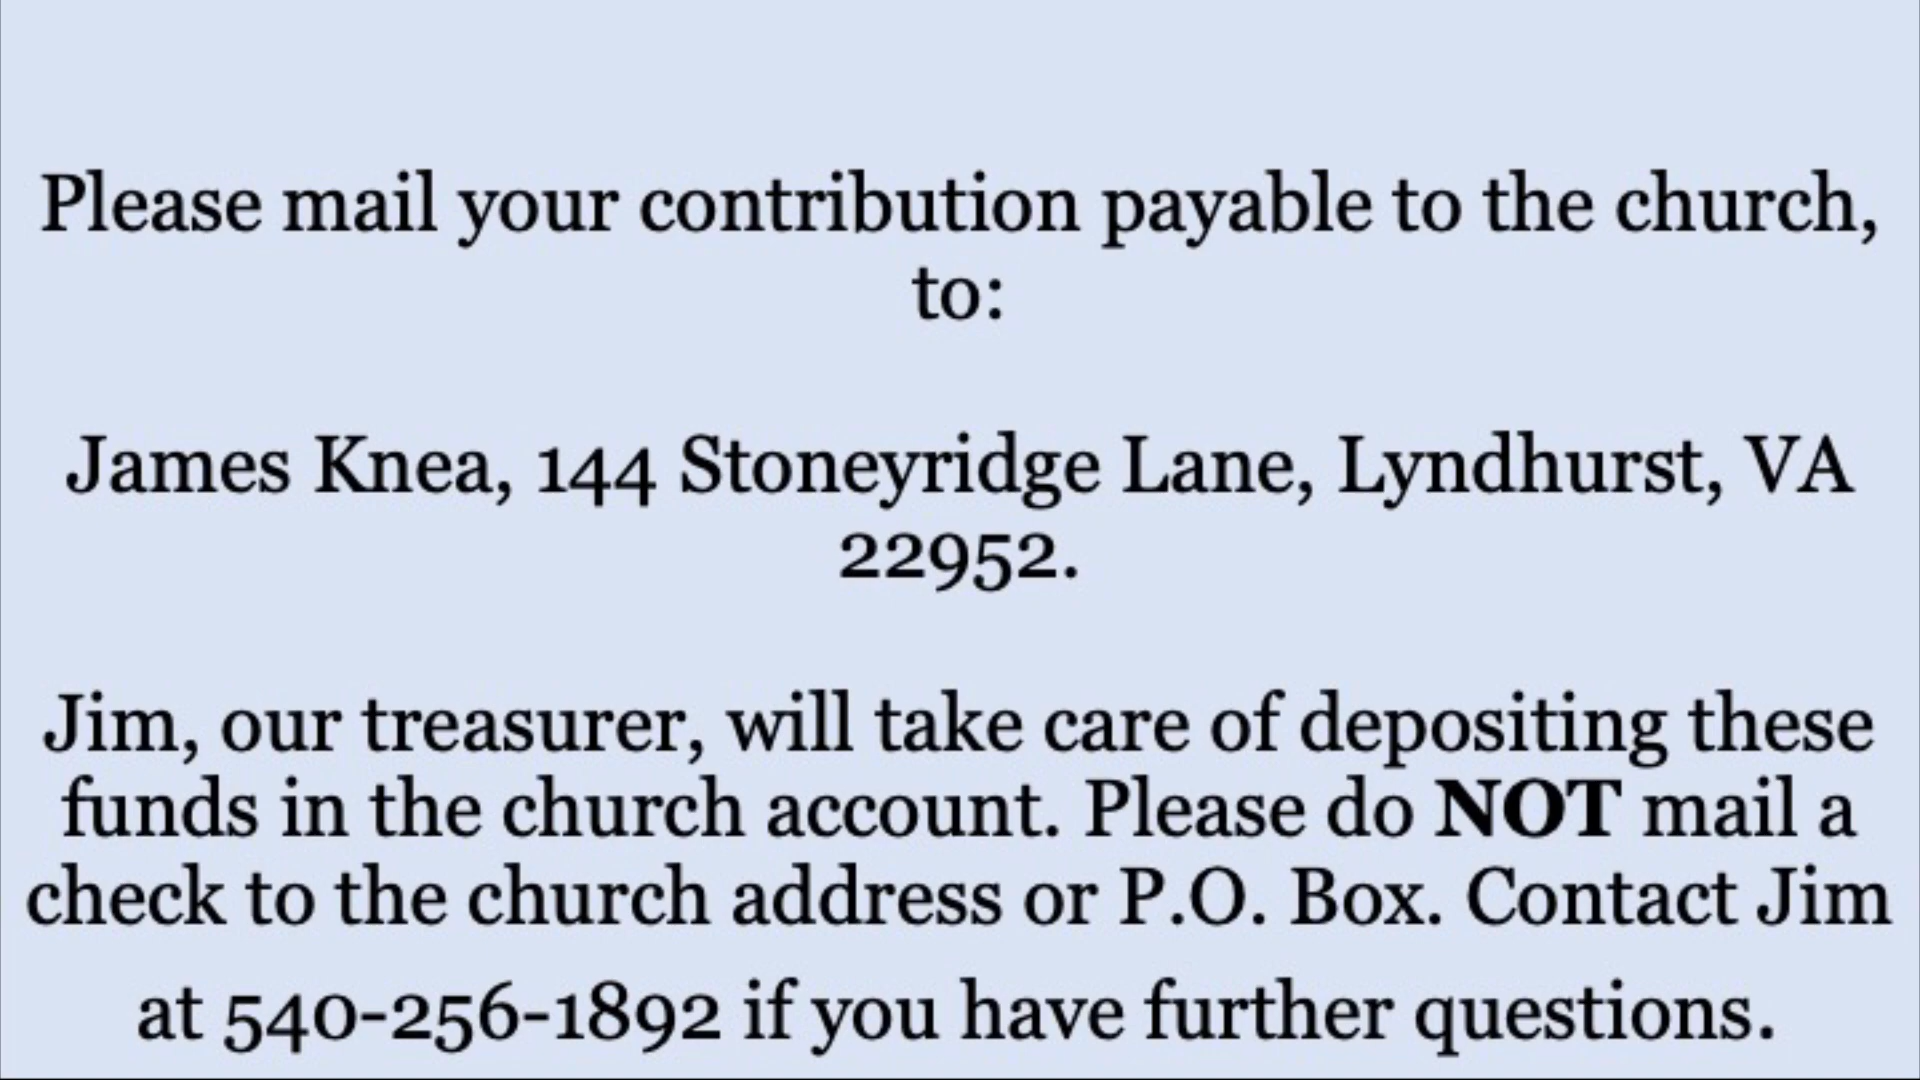 Please mail your contribution payable to the church,
to:
James Knea, 144 Stoneyridge Lane, Lyndhurst, VA
22952.
Jim, our treasurer, will take care of depositing these
funds in the church account. Please do NOT mail a
check to the church address or P.O. Box. Contact Jim
at 540-256-1892 if you have further questions.